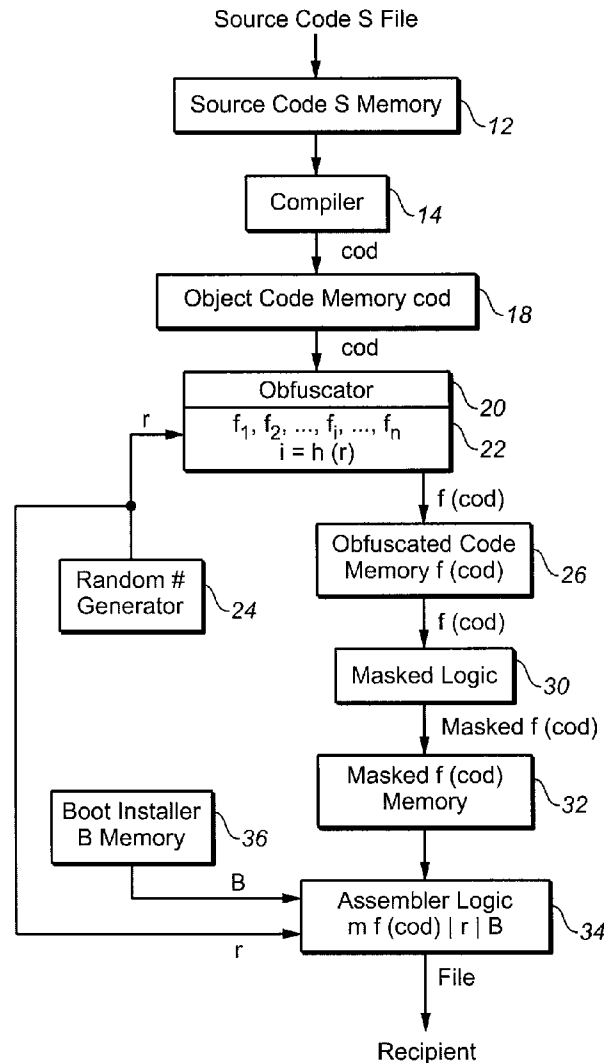 Source Code S File
Source Code S Memory
12
Compiler
14
cod
Object Code Memory cod
18
cod
Obfuscator
20
r
f1, f2, ..., fi, ..., fn
i = h (r)
22
f (cod)
Obfuscated Code
Memory f (cod)
26
Random #
Generator
24
f (cod)
Masked Logic
30
Masked f (cod)
Masked f (cod)
Memory
32
Boot Installer
B Memory
36
B
Assembler Logic
m f (cod) | r | B
34
r
File
Recipient